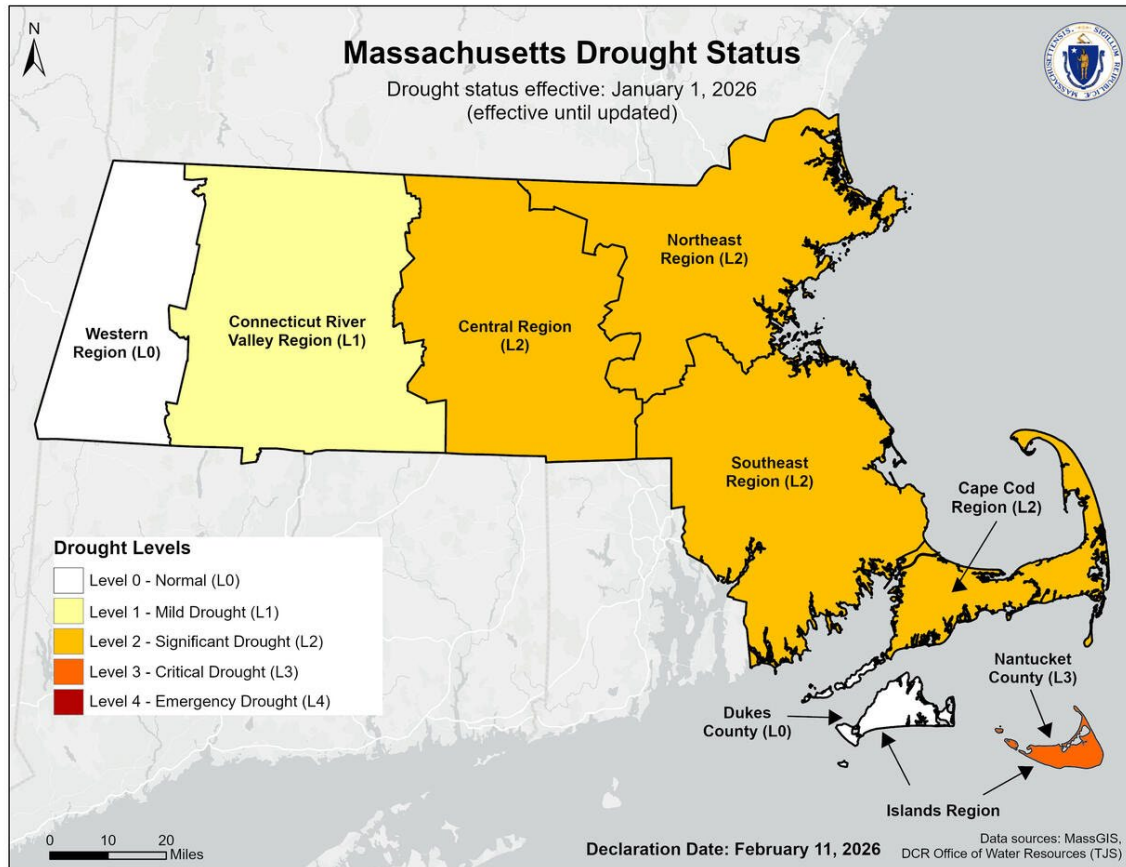 N
Massachusetts Drought Status
Drought status effective: January 1, 2026
(effective until updated)
Northeast
Region (L2)
Western
Region (L0)
Connecticut River
Valley Region (L1)
Central Region
(L2)
Southeast
Region (L2)
Cape Cod
Region (L2)
Drought Levels
Level 0 - Normal (L0)
Level 1 - Mild Drought (L1)
Level 2 - Significant Drought (L2)
Level 3 - Critical Drought (L3)
Level 4 - Emergency Drought (L4)
Nantucket
County (L3)
Dukes
County (L0)
Islands Region
0 10 20
Miles
Declaration Date: February 11, 2026
Data sources: MassGIS,
DCR Office of Water Resources (TJS)